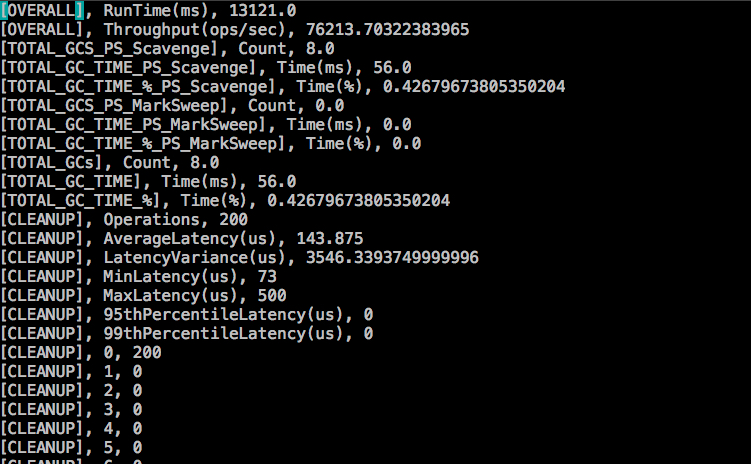 [OVERALL], RunTime(ms), 13121.0
[OVERALL], Throughput(ops/sec), 76213.70322383965
[TOTAL_GCS_PS_Scavenge], Count, 8.0
[TOTAL_GC_TIME_PS_Scavenge], Time(ms), 56.0
[TOTAL_GC_TIME_%_PS_Scavenge], Time(%), 0.42679673805350204
[TOTAL_GCS_PS_MarkSweep], Count, 0.0
[TOTAL_GC_TIME_PS_MarkSweep], Time(ms), 0.0
[TOTAL_GC_TIME_%_PS_MarkSweep], Time(%), 0.0
[TOTAL_GCs], Count, 8.0
[TOTAL_GC_TIME], Time(ms), 56.0
[TOTAL_GC_TIME_%], Time(%), 0.42679673805350204
[CLEANUP], Operations, 200
[CLEANUP], AverageLatency(us), 143.875
[CLEANUP], LatencyVariance(us), 3546.3393749999996
[CLEANUP], MinLatency(us), 73
[CLEANUP], MaxLatency(us), 500
[CLEANUP], 95thPercentileLatency(us), 0
[CLEANUP], 99thPercentileLatency(us), 0
[CLEANUP], 0, 200
[CLEANUP], 1, 0
[CLEANUP], 2, 0
[CLEANUP], 3, 0
[CLEANUP], 4, 0
[CLEANUP], 5, 0